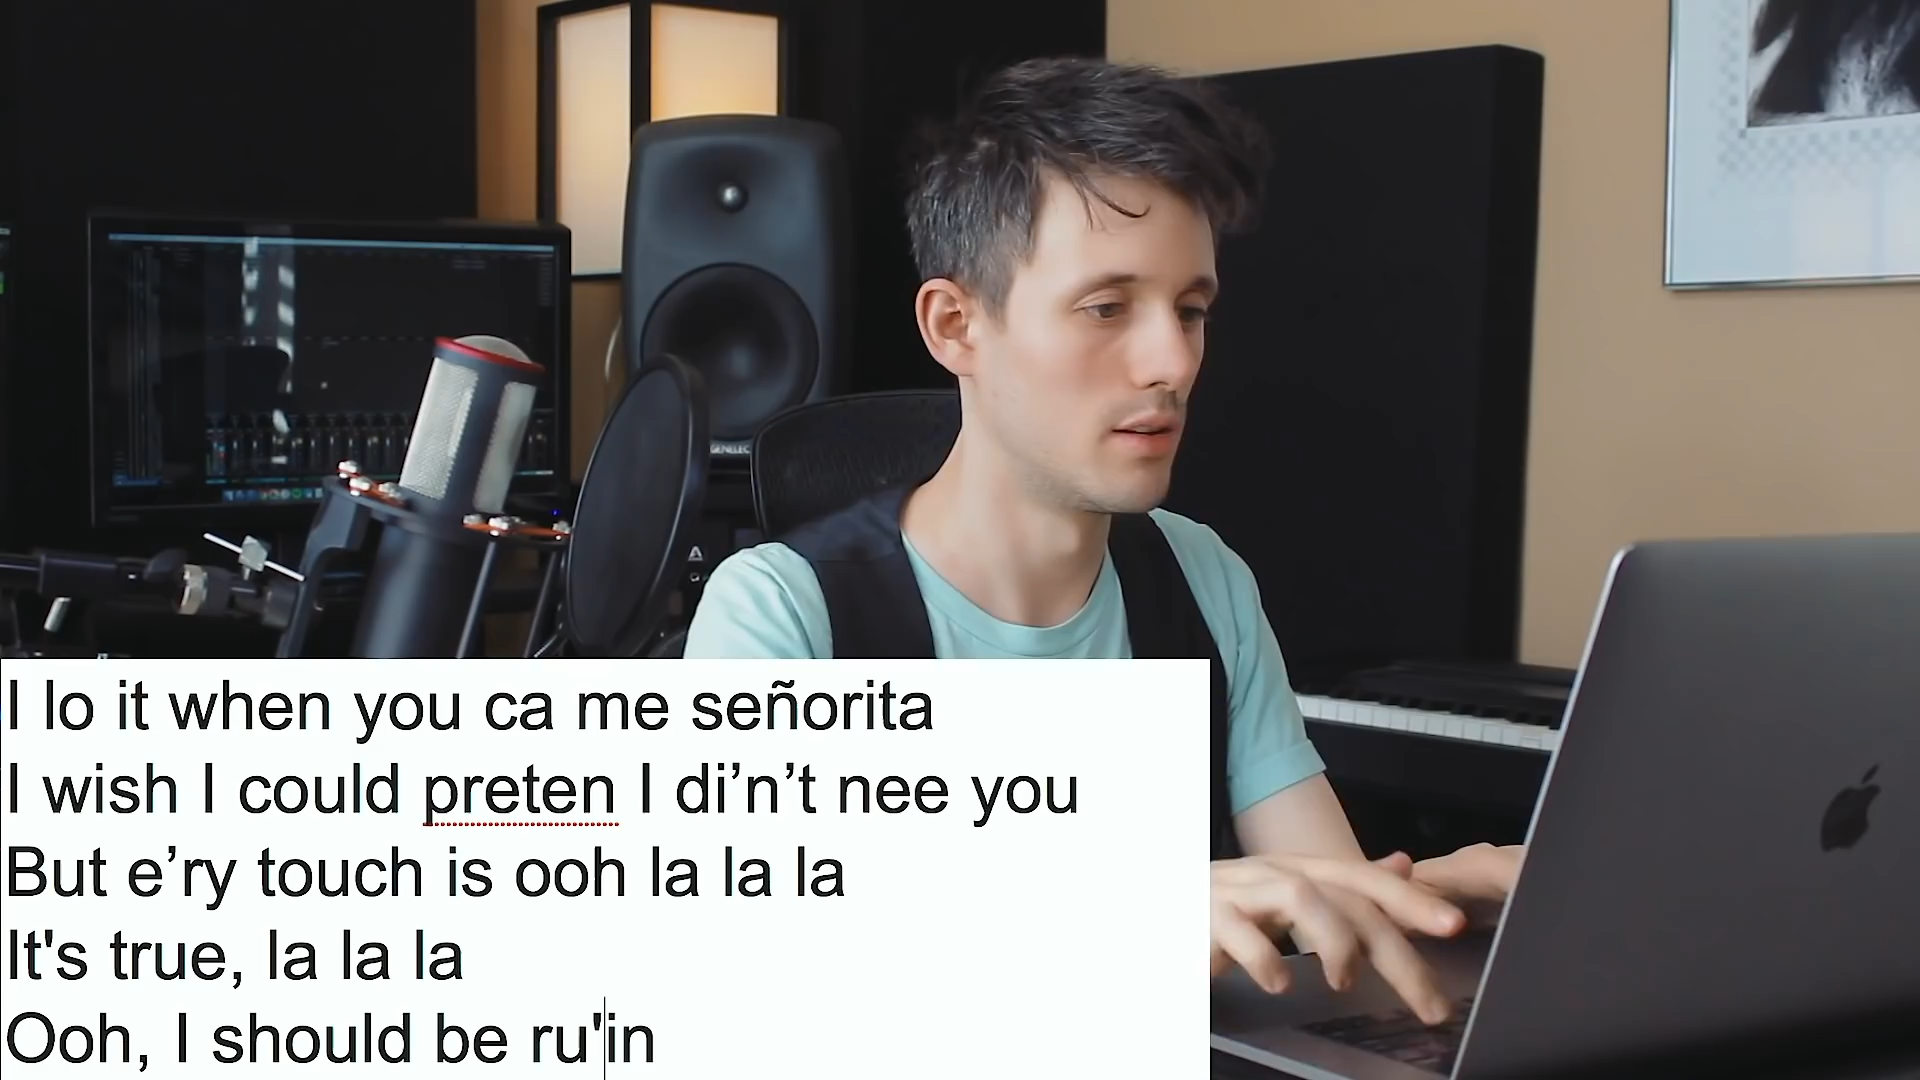 GENELEC
I lo it when you ca me señorita
I wish I could preten I di’n’t nee you
But e’ry touch is ooh la la la
It's true, la la la
Ooh, I should be ru'in